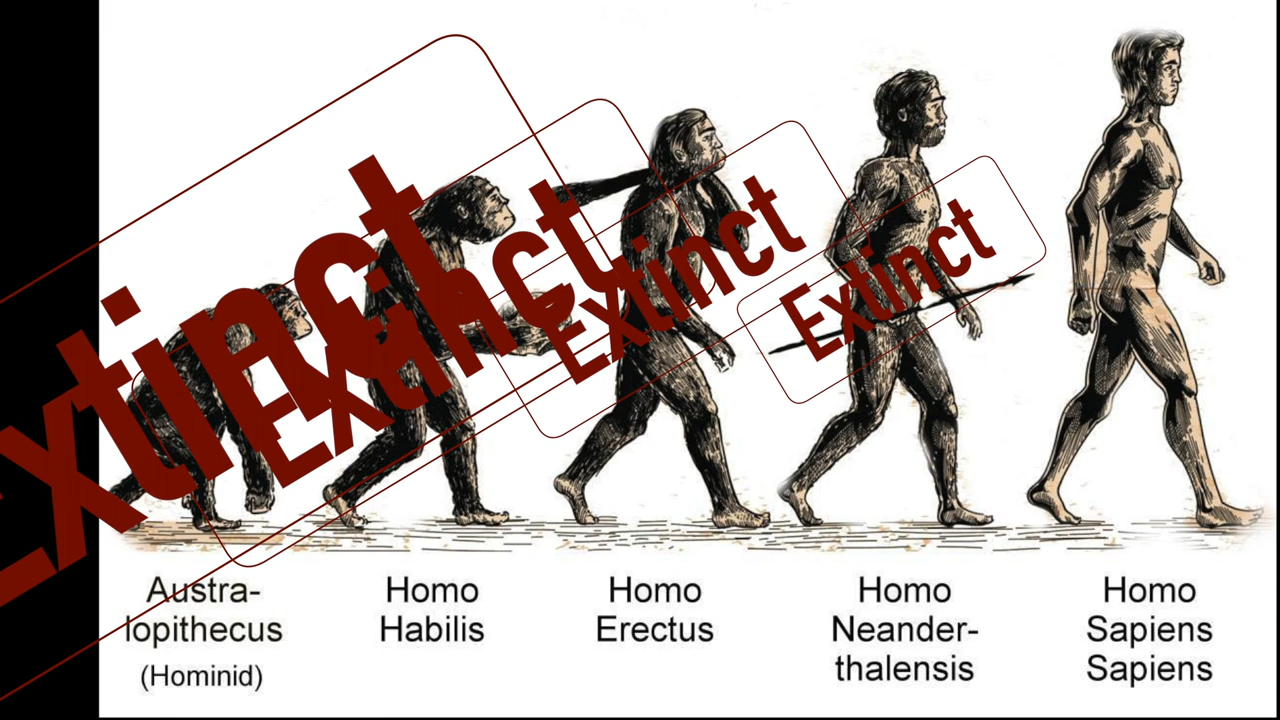 Extinct
Extinct
Extinct
Extinct
Austra-
lopithecus
(Hominid)
Homo
Habilis
Homo
Erectus
Homo
Neander-
thalensis
Homo
Sapiens
Sapiens